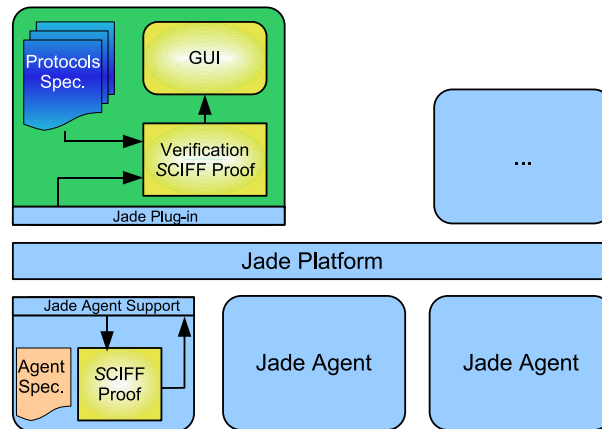 Protocols
Spec.
GUI
Verification
SCIFF Proof
Jade Plug-in
...
Jade Platform
Jade Agent Support
Agent
Spec.
SCIFF
Proof
Jade Agent
Jade Agent